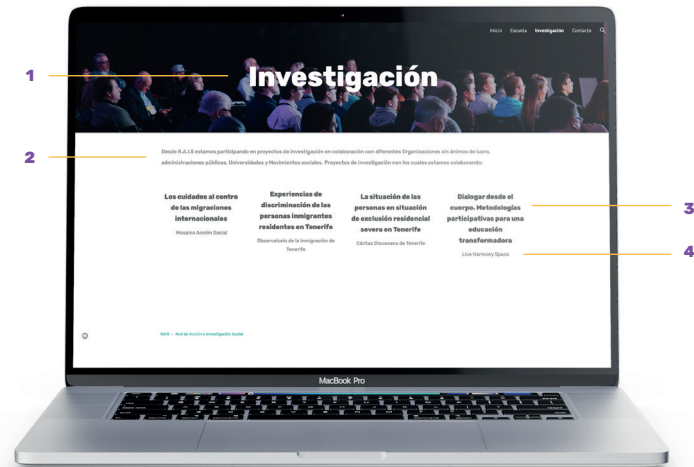 Inicio Escuela Investigación Contacto
1
Investigación
2
Desde R.A.I.S estamos participando en proyectos de investigación en colaboración con diferentes Organizaciones sin ánimos de lucro,
administraciones públicas, Universidades y Movimientos sociales. Proyectos de investigación con los cuales estamos colaborando:
Los cuidados al centro
de las migraciones
internacionales
Mosaico Acción Social
Experiencias de
discriminación de las
personas inmigrantes
residentes en Tenerife
Observatorio de la Inmigración de
Tenerife
La situación de las
personas en situación
de exclusión residencial
severa en Tenerife
Cáritas Diocesana de Tenerife
Dialogar desde el
cuerpo. Metodologías
participativas para una
educación
transformadora
Live Harmony Space
3
4
RAIS - Red de Acción e Investigación Social
MacBook Pro